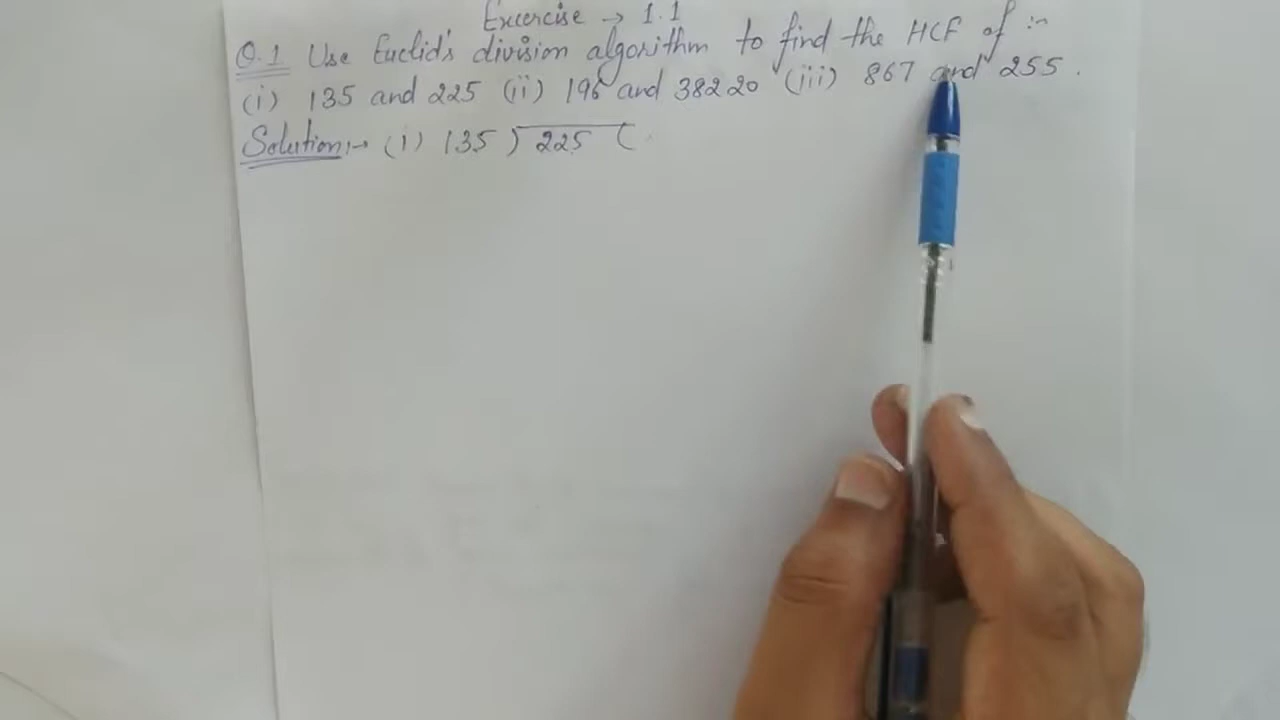 Excercise → 1.1
Q.1 Use Euclid's division algorithm to find the HCF of :-
(i) 135 and 225 (ii) 196 and 38220 (iii) 867 and 255.
Solution:→ (i) 135 ) 225 (